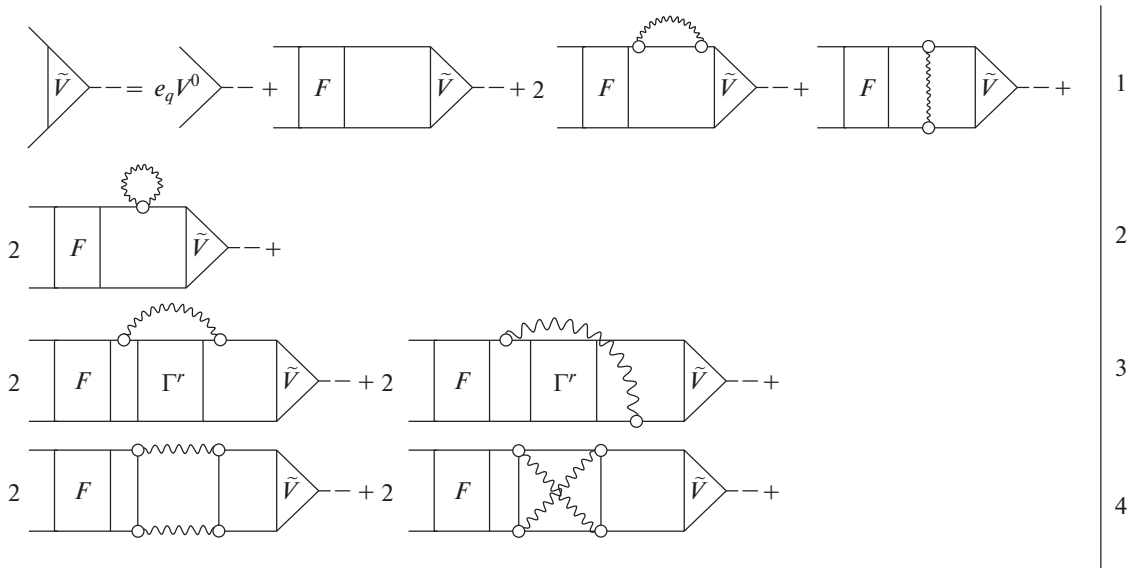 Ṽ – – = e_q V^0 – – + F Ṽ – – + 2 F Ṽ – – + F Ṽ – – + 1
2 F Ṽ – – + 2
2 F Γ^r Ṽ – – + 2 F Γ^r Ṽ – – + 3
2 F Ṽ – – + 2 F Ṽ – – + 4